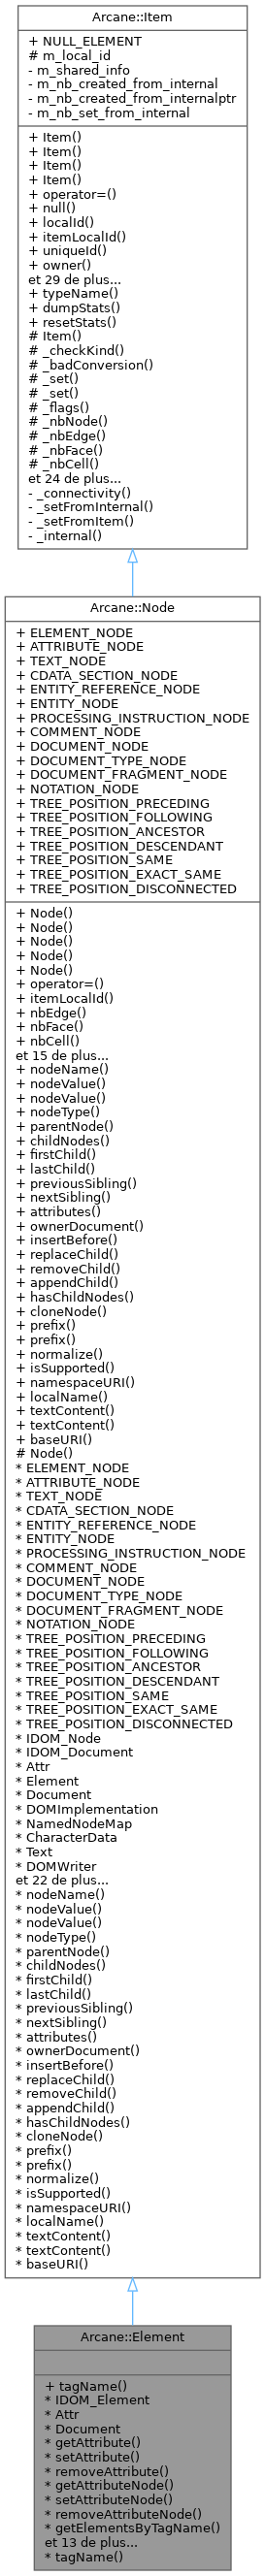 Arcane::Item
+ NULL_ELEMENT
# m_local_id
- m_shared_info
- m_nb_created_from_internal
- m_nb_created_from_internalptr
- m_nb_set_from_internal
+ Item()
+ Item()
+ Item()
+ Item()
+ operator=()
+ null()
+ localId()
+ itemLocalId()
+ uniqueId()
+ owner()
et 29 de plus...
+ typeName()
+ dumpStats()
+ resetStats()
# Item()
# _checkKind()
# _badConversion()
# _set()
# _set()
# _flags()
# _nbNode()
# _nbEdge()
# _nbFace()
# _nbCell()
et 24 de plus...
- _connectivity()
- _setFromInternal()
- _setFromItem()
- _internal()
Arcane::Node
+ ELEMENT_NODE
+ ATTRIBUTE_NODE
+ TEXT_NODE
+ CDATA_SECTION_NODE
+ ENTITY_REFERENCE_NODE
+ ENTITY_NODE
+ PROCESSING_INSTRUCTION_NODE
+ COMMENT_NODE
+ DOCUMENT_NODE
+ DOCUMENT_TYPE_NODE
+ DOCUMENT_FRAGMENT_NODE
+ NOTATION_NODE
+ TREE_POSITION_PRECEDING
+ TREE_POSITION_FOLLOWING
+ TREE_POSITION_ANCESTOR
+ TREE_POSITION_DESCENDANT
+ TREE_POSITION_SAME
+ TREE_POSITION_EXACT_SAME
+ TREE_POSITION_DISCONNECTED
+ Node()
+ Node()
+ Node()
+ Node()
+ Node()
+ operator=()
+ itemLocalId()
+ nbEdge()
+ nbFace()
+ nbCell()
et 15 de plus...
+ nodeName()
+ nodeValue()
+ nodeValue()
+ nodeType()
+ parentNode()
+ childNodes()
+ firstChild()
+ lastChild()
+ previousSibling()
+ nextSibling()
+ attributes()
+ ownerDocument()
+ insertBefore()
+ replaceChild()
+ removeChild()
+ appendChild()
+ hasChildNodes()
+ cloneNode()
+ prefix()
+ prefix()
+ normalize()
+ isSupported()
+ namespaceURI()
+ localName()
+ textContent()
+ textContent()
+ baseURI()
# Node()
* ELEMENT_NODE
* ATTRIBUTE_NODE
* TEXT_NODE
* CDATA_SECTION_NODE
* ENTITY_REFERENCE_NODE
* ENTITY_NODE
* PROCESSING_INSTRUCTION_NODE
* COMMENT_NODE
* DOCUMENT_NODE
* DOCUMENT_TYPE_NODE
* DOCUMENT_FRAGMENT_NODE
* NOTATION_NODE
* TREE_POSITION_PRECEDING
* TREE_POSITION_FOLLOWING
* TREE_POSITION_ANCESTOR
* TREE_POSITION_DESCENDANT
* TREE_POSITION_SAME
* TREE_POSITION_EXACT_SAME
* TREE_POSITION_DISCONNECTED
* IDOM_Node
* IDOM_Document
* Attr
* Element
* Document
* DOMImplementation
* NamedNodeMap
* CharacterData
* Text
* DOMWriter
et 22 de plus...
* nodeName()
* nodeValue()
* nodeValue()
* nodeType()
* parentNode()
* childNodes()
* firstChild()
* lastChild()
* previousSibling()
* nextSibling()
* attributes()
* ownerDocument()
* insertBefore()
* replaceChild()
* removeChild()
* appendChild()
* hasChildNodes()
* cloneNode()
* prefix()
* prefix()
* normalize()
* isSupported()
* namespaceURI()
* localName()
* textContent()
* textContent()
* baseURI()
Arcane::Element
+ tagName()
* IDOM_Element
* Attr
* Document
* getAttribute()
* setAttribute()
* removeAttribute()
* getAttributeNode()
* setAttributeNode()
* removeAttributeNode()
* getElementsByTagName()
et 13 de plus...
* tagName()